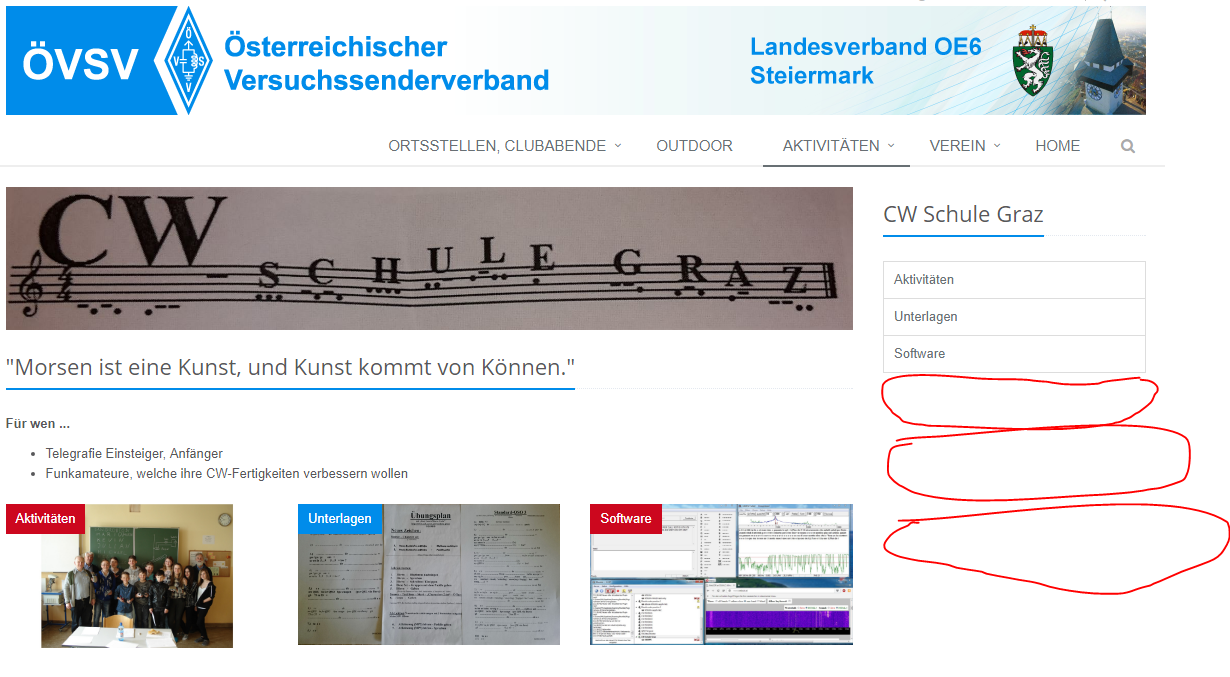 ÖVSV
Ö
V S
V
Österreichischer
Versuchssenderverband
Landesverband OE6
Steiermark
ORTSSTELLEN, CLUBABENDE
OUTDOOR
AKTIVITÄTEN
VEREIN
HOME
CW SCHULE GRAZ
"Morsen ist eine Kunst, und Kunst kommt von Können."
Für wen ...
Telegrafie Einsteiger, Anfänger
Funkamateure, welche ihre CW-Fertigkeiten verbessern wollen
Aktivitäten
Unterlagen
Übungsplan
Software
CW Schule Graz
Aktivitäten
Unterlagen
Software